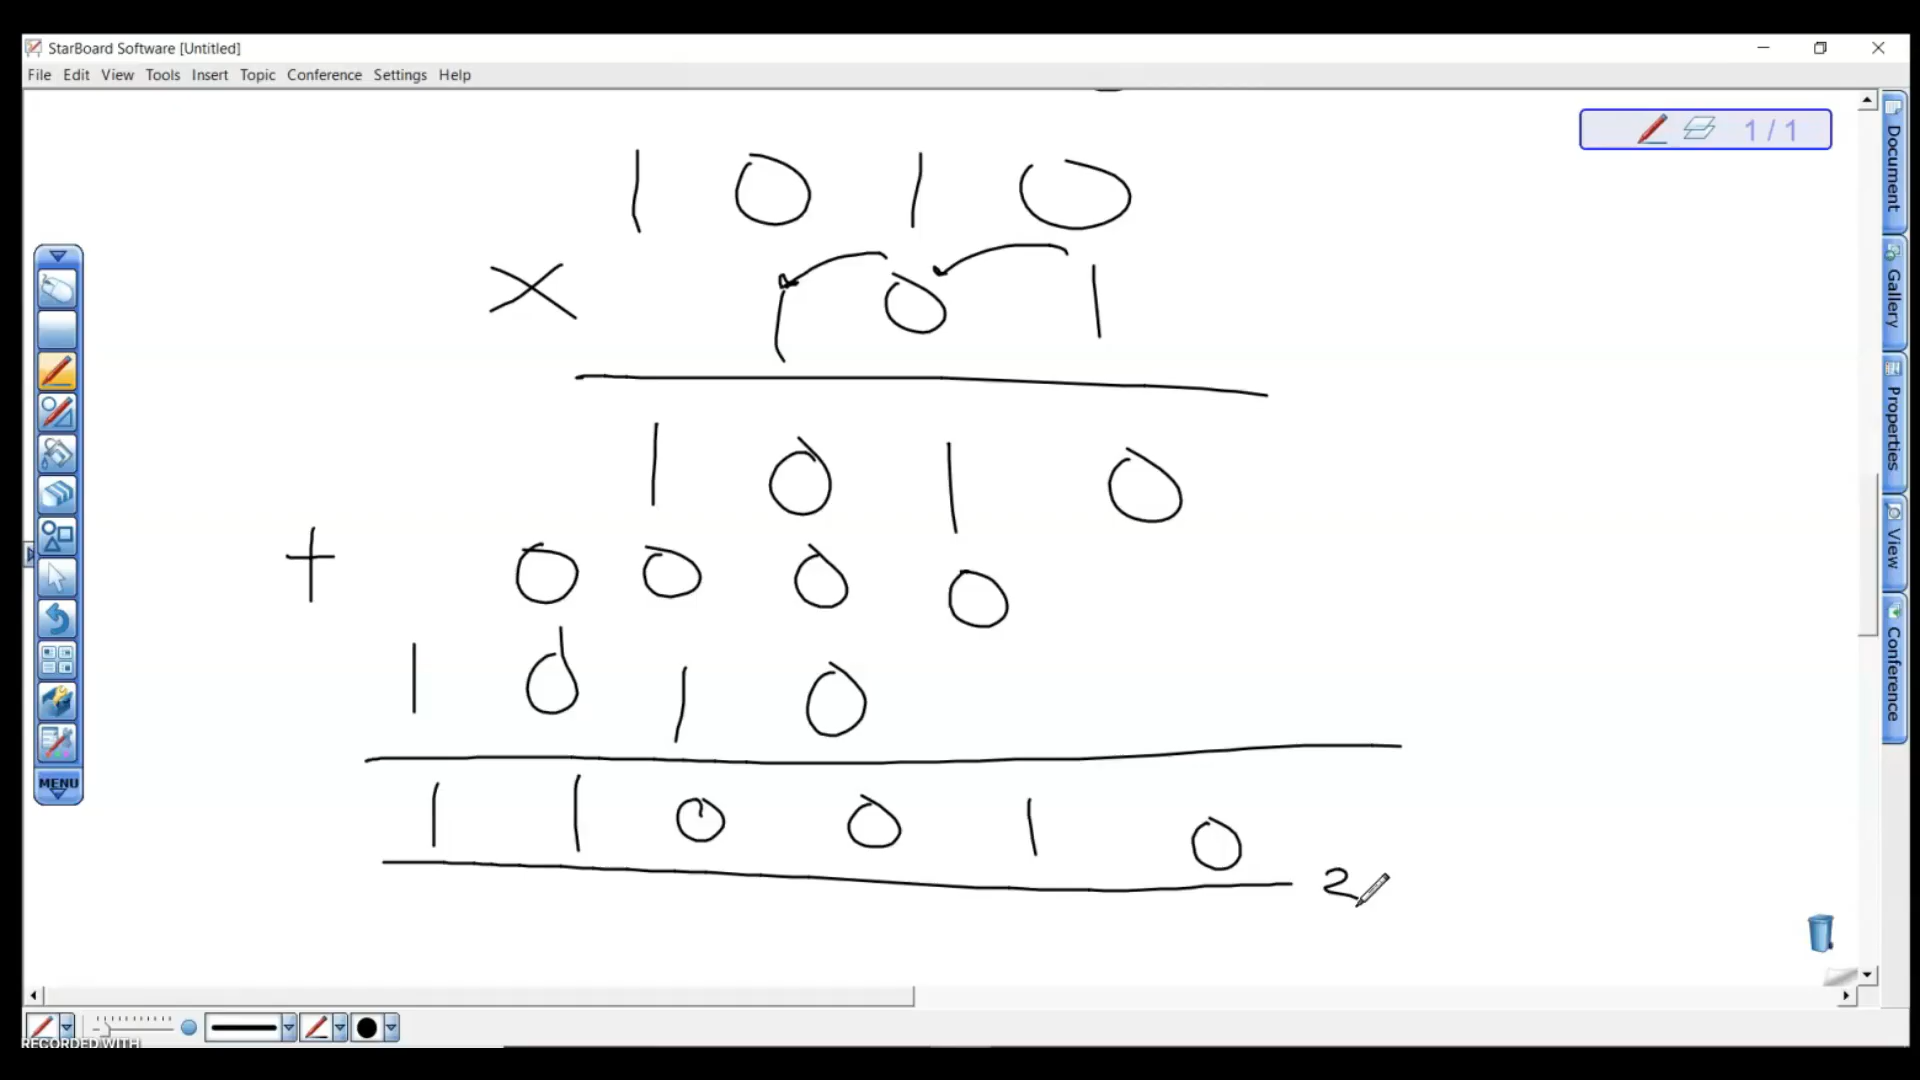 StarBoard Software [Untitled]
File Edit View Tools Insert Topic Conference Settings Help
1 / 1
1 0 1 0
× 1 0 1
1 0 1 0
+ 0 0 0 0
1 0 1 0
1 1 0 0 1 0 2
MENU
Document
Gallery
Properties
View
Conference
RECORDED WITH